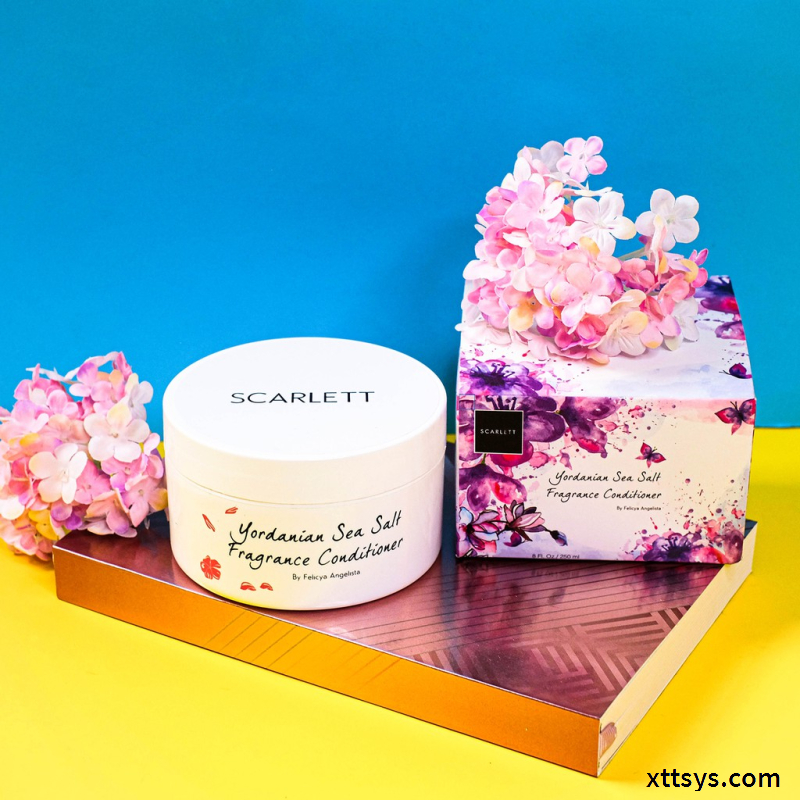 SCARLETT
Yordanian Sea Salt
Fragrance Conditioner
By Felicya Angelista
SCARLETT
Yordanian Sea Salt
Fragrance Conditioner
By Felicya Angelista
8 Fl. Oz / 250 ml
xttsys.com